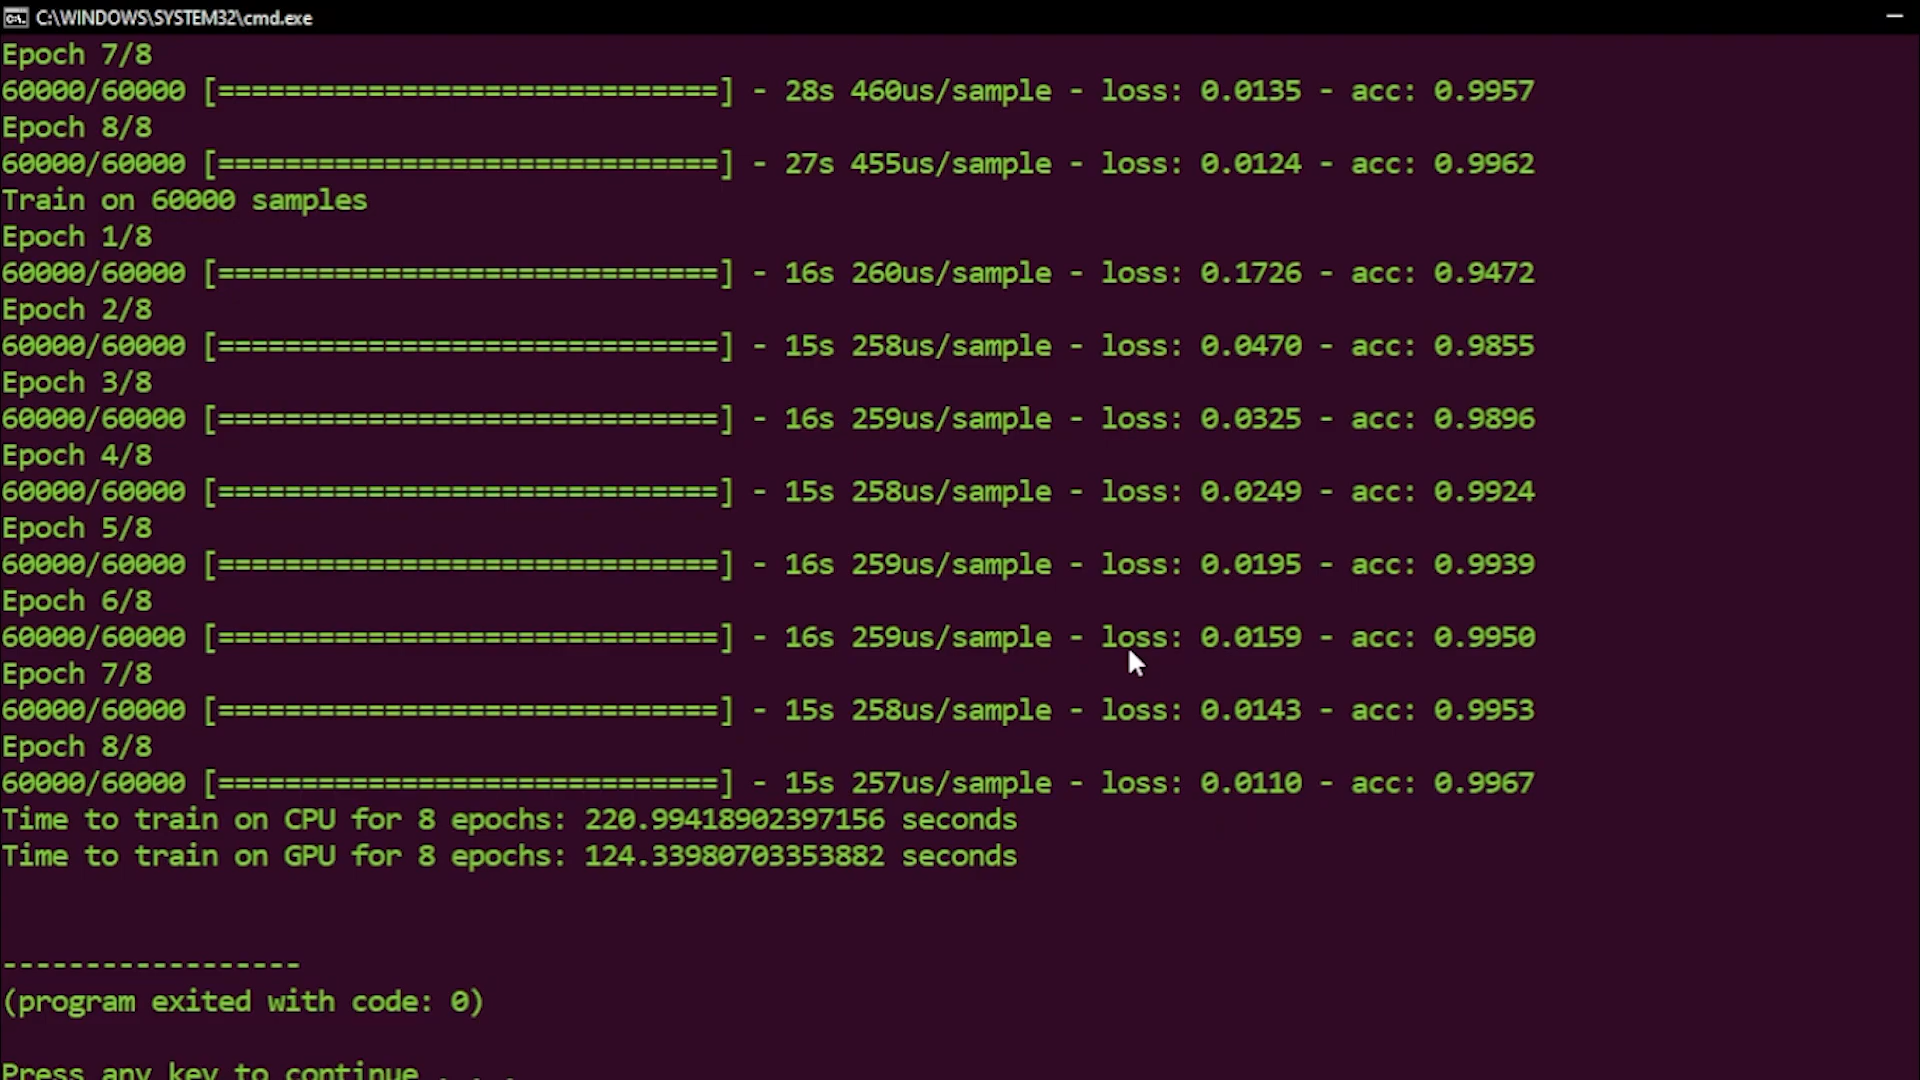 C:\WINDOWS\SYSTEM32\cmd.exe
Epoch 7/8
60000/60000 [==============================] - 28s 460us/sample - loss: 0.0135 - acc: 0.9957
Epoch 8/8
60000/60000 [==============================] - 27s 455us/sample - loss: 0.0124 - acc: 0.9962
Train on 60000 samples
Epoch 1/8
60000/60000 [==============================] - 16s 260us/sample - loss: 0.1726 - acc: 0.9472
Epoch 2/8
60000/60000 [==============================] - 15s 258us/sample - loss: 0.0470 - acc: 0.9855
Epoch 3/8
60000/60000 [==============================] - 16s 259us/sample - loss: 0.0325 - acc: 0.9896
Epoch 4/8
60000/60000 [==============================] - 15s 258us/sample - loss: 0.0249 - acc: 0.9924
Epoch 5/8
60000/60000 [==============================] - 16s 259us/sample - loss: 0.0195 - acc: 0.9939
Epoch 6/8
60000/60000 [==============================] - 16s 259us/sample - loss: 0.0159 - acc: 0.9950
Epoch 7/8
60000/60000 [==============================] - 15s 258us/sample - loss: 0.0143 - acc: 0.9953
Epoch 8/8
60000/60000 [==============================] - 15s 257us/sample - loss: 0.0110 - acc: 0.9967
Time to train on CPU for 8 epochs: 220.99418902397156 seconds
Time to train on GPU for 8 epochs: 124.33980703353882 seconds
------------------
(program exited with code: 0)
Press any key to continue . . .